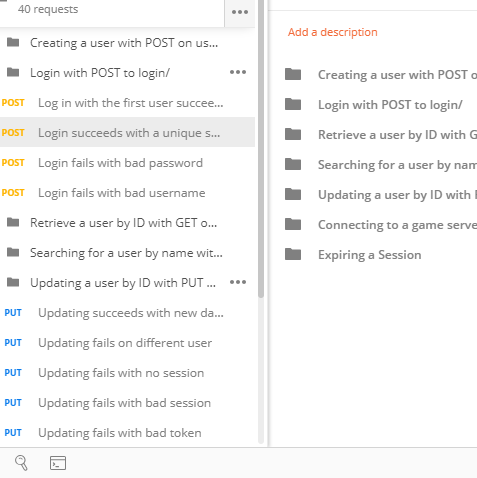 40 requests
Creating a user with POST on us...
Login with POST to login/
POST Log in with the first user succee...
POST Login succeeds with a unique s...
POST Login fails with bad password
POST Login fails with bad username
Retrieve a user by ID with GET o...
Searching for a user by name wit...
Updating a user by ID with PUT ...
PUT Updating succeeds with new da...
PUT Updating fails on different user
PUT Updating fails with no session
PUT Updating fails with bad session
PUT Updating fails with bad token
Add a description
Creating a user with POST o
Login with POST to login/
Retrieve a user by ID with G
Searching for a user by nam
Updating a user by ID with
Connecting to a game serve
Expiring a Session